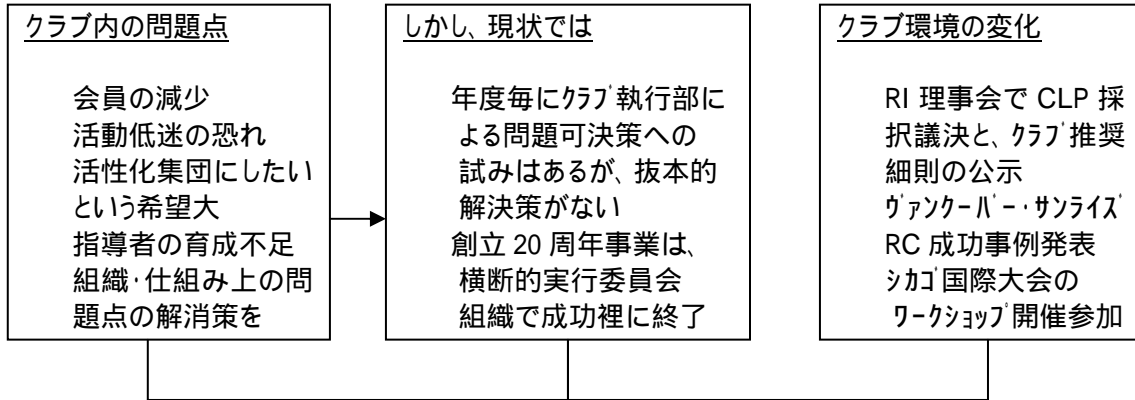 クラブ内の問題点
会員の減少
活動低迷の恐れ
活性化集団にしたい
という希望大
指導者の育成不足
組織・仕組み上の問
題点の解消策を
しかし、現状では
年度毎にクラブ執行部に
よる問題可決策への
試みはあるが、抜本的
解決策がない
創立 20 周年事業は、
横断的実行委員会
組織で成功裡に終了
クラブ環境の変化
RI 理事会で CLP 採
択議決と、クラブ推奨
細則の公示
ヴァンクーバー・サンライズ
RC 成功事例発表
シカゴ国際大会の
ワークショップ開催参加